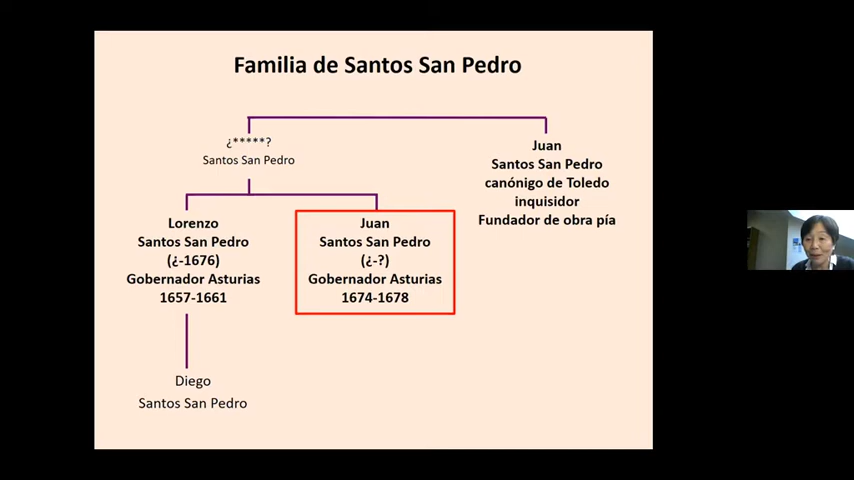 Familia de Santos San Pedro
¿*****?
Santos San Pedro
Juan
Santos San Pedro
canónigo de Toledo
inquisidor
Fundador de obra pía
Lorenzo
Santos San Pedro
(¿-1676)
Gobernador Asturias
1657-1661
Juan
Santos San Pedro
(¿-?)
Gobernador Asturias
1674-1678
Diego
Santos San Pedro